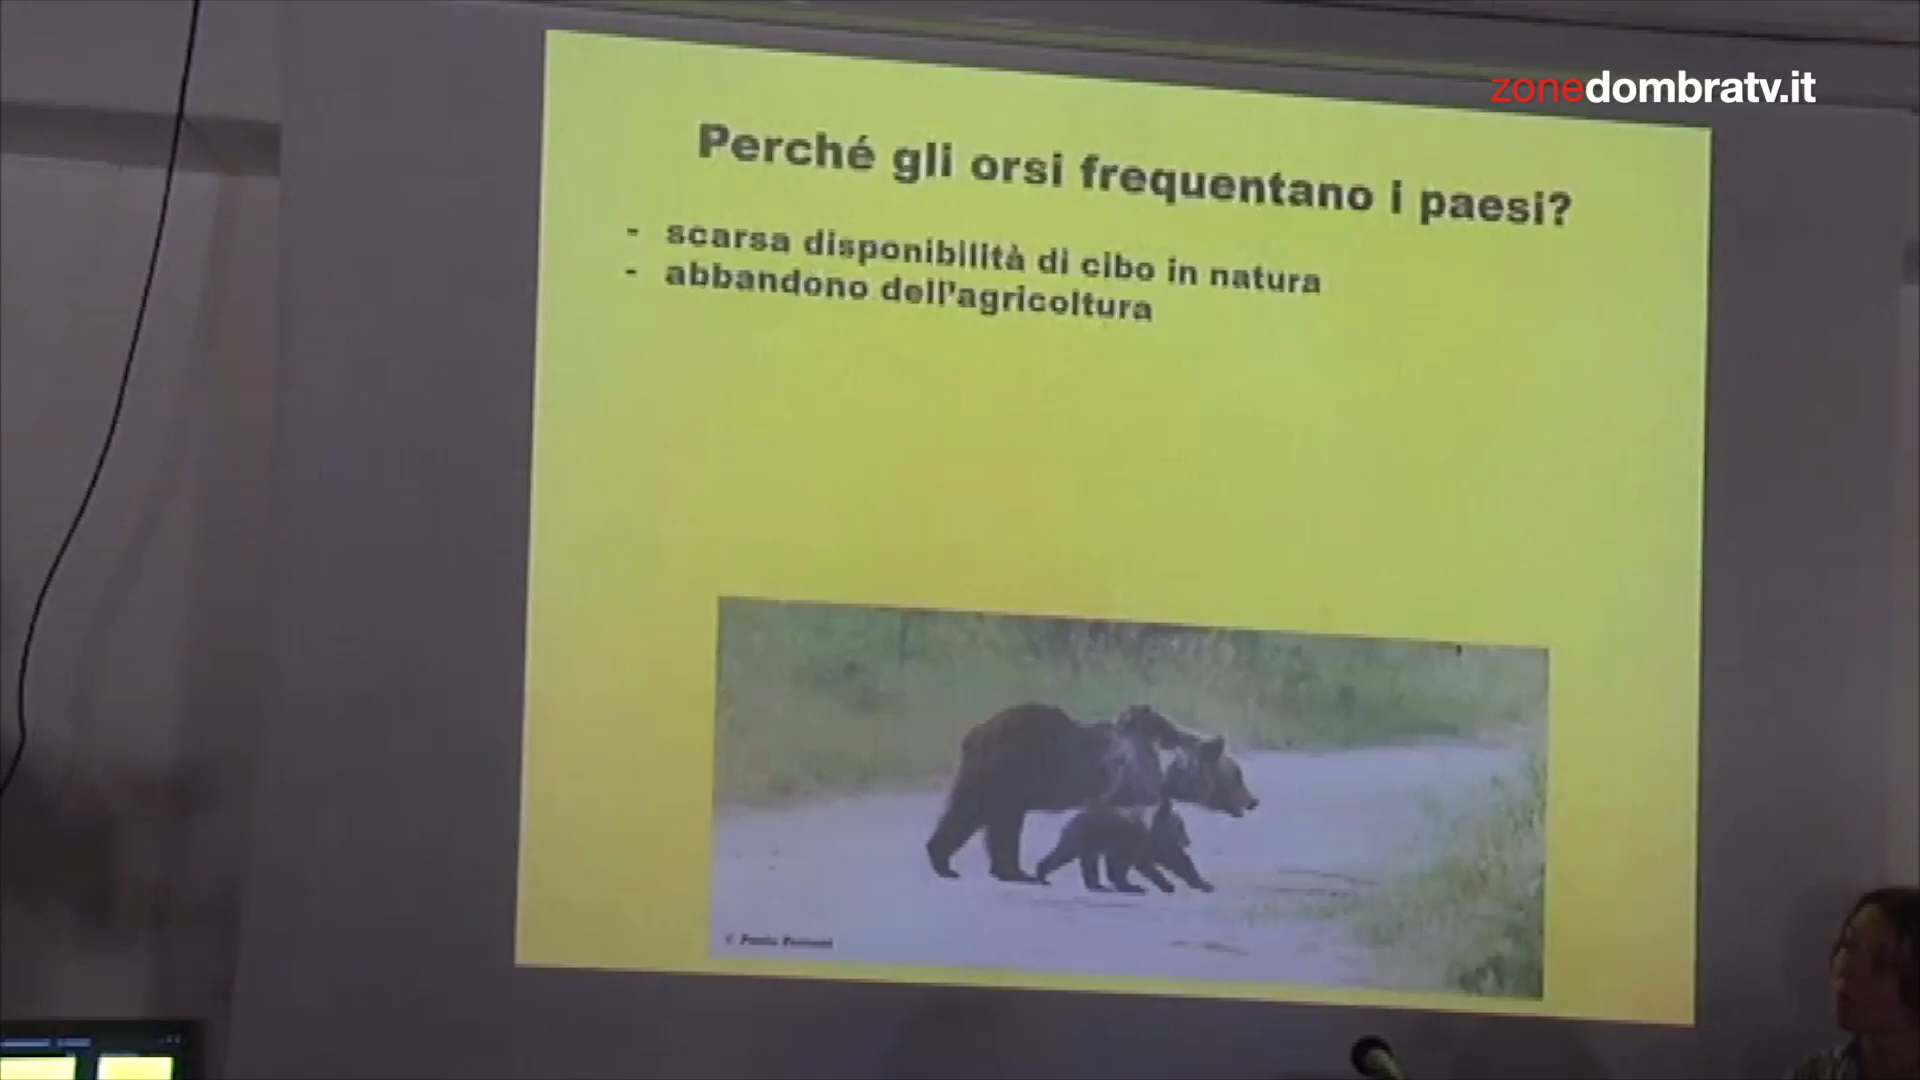 zonedombratv.it
Perché gli orsi frequentano i paesi?
- scarsa disponibilità di cibo in natura
- abbandono dell'agricoltura